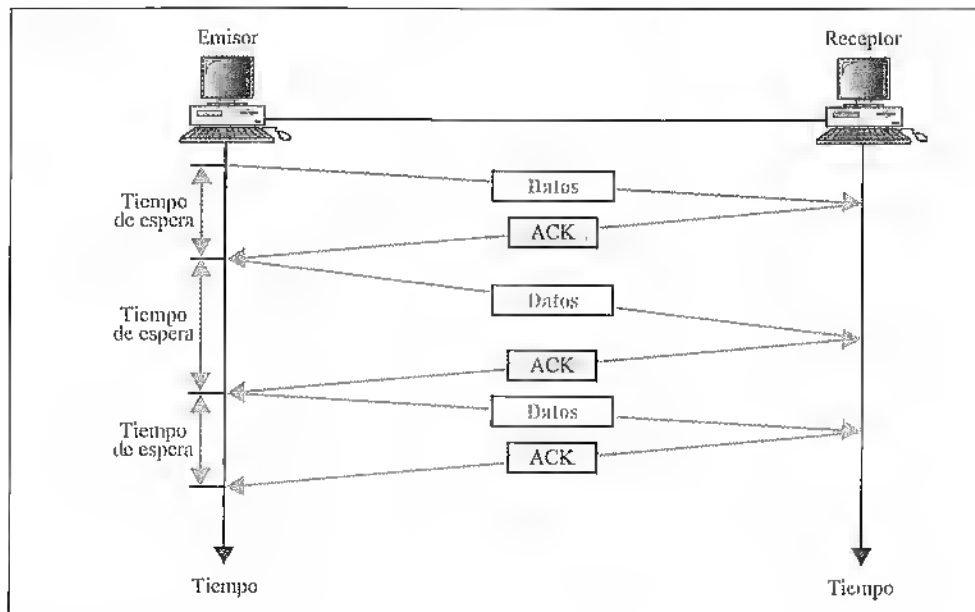 Emisor
Receptor
Datos
Tiempo
de espera
ACK
Datos
Tiempo
de espera
ACK
Datos
Tiempo
de espera
ACK
Tiempo
Tiempo